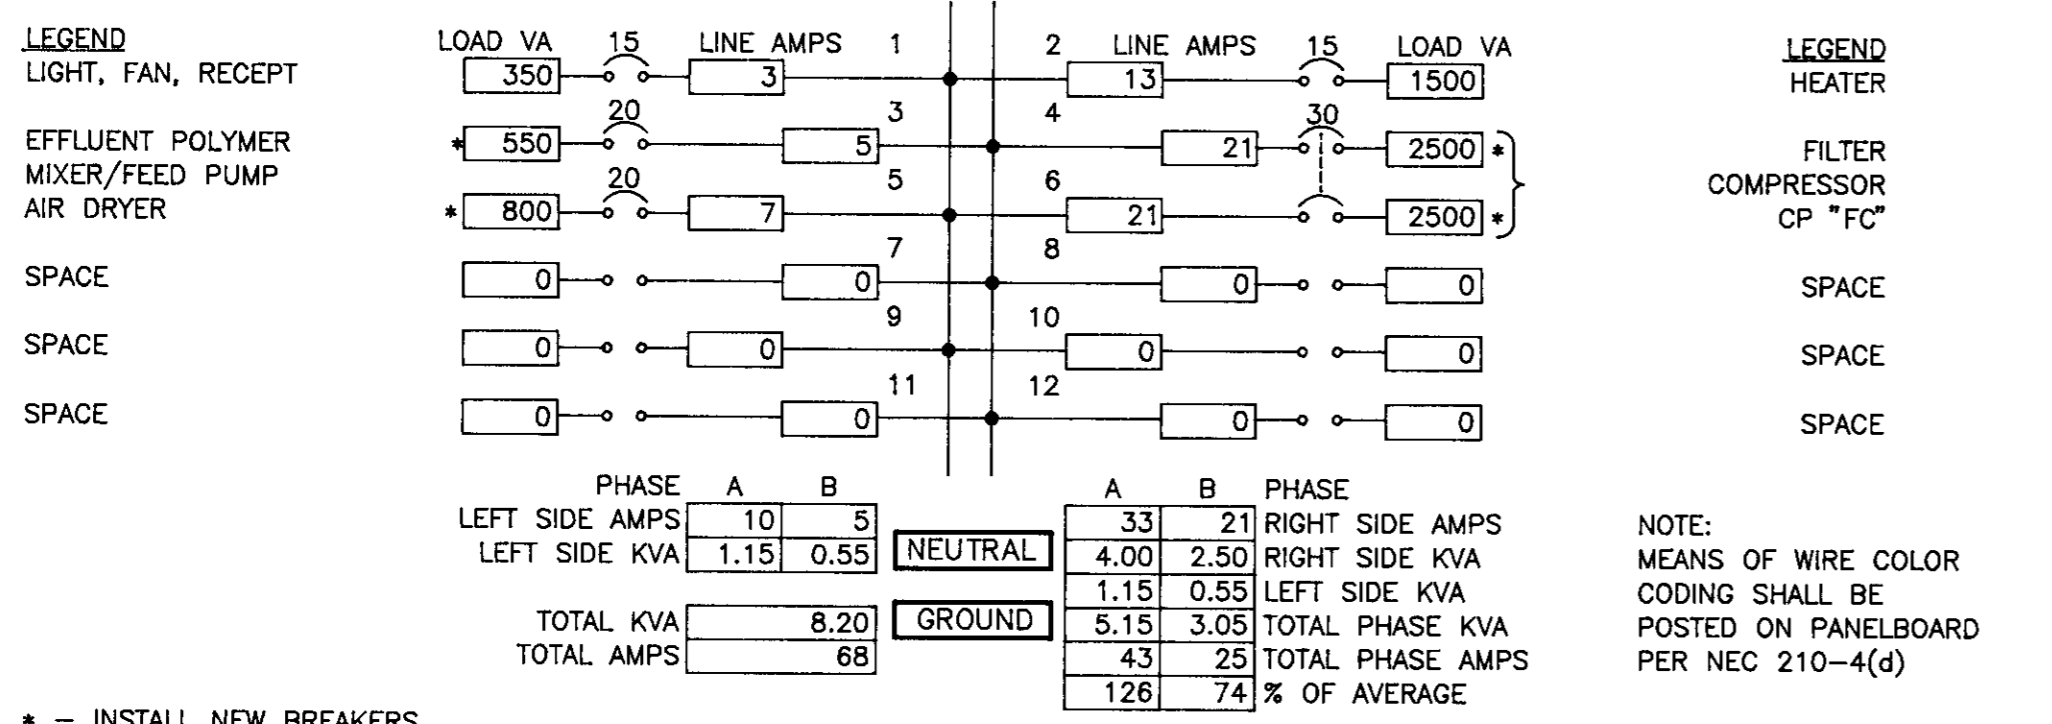 LEGEND LOAD VA 15 LINE AMPS 1 2 LINE AMPS 15 LOAD VA LEGEND
LIGHT, FAN, RECEPT 350 3 13 1500 HEATER
20 3 4 30
EFFLUENT POLYMER * 550 5 21 2500 * FILTER
MIXER/FEED PUMP 20 5 6 COMPRESSOR
AIR DRYER * 800 7 21 2500 * CP "FC"
7 8
SPACE 0 0 0 0 SPACE
9 10
SPACE 0 0 0 0 SPACE
11 12
SPACE 0 0 0 0 SPACE
PHASE A B A B PHASE
LEFT SIDE AMPS 10 5 33 21 RIGHT SIDE AMPS NOTE:
LEFT SIDE KVA 1.15 0.55 NEUTRAL 4.00 2.50 RIGHT SIDE KVA MEANS OF WIRE COLOR
1.15 0.55 LEFT SIDE KVA CODING SHALL BE
TOTAL KVA 8.20 GROUND 5.15 3.05 TOTAL PHASE KVA POSTED ON PANELBOARD
TOTAL AMPS 68 43 25 TOTAL PHASE AMPS PER NEC 210-4(d)
126 74 % OF AVERAGE
* - INSTALL NEW BREAKERS